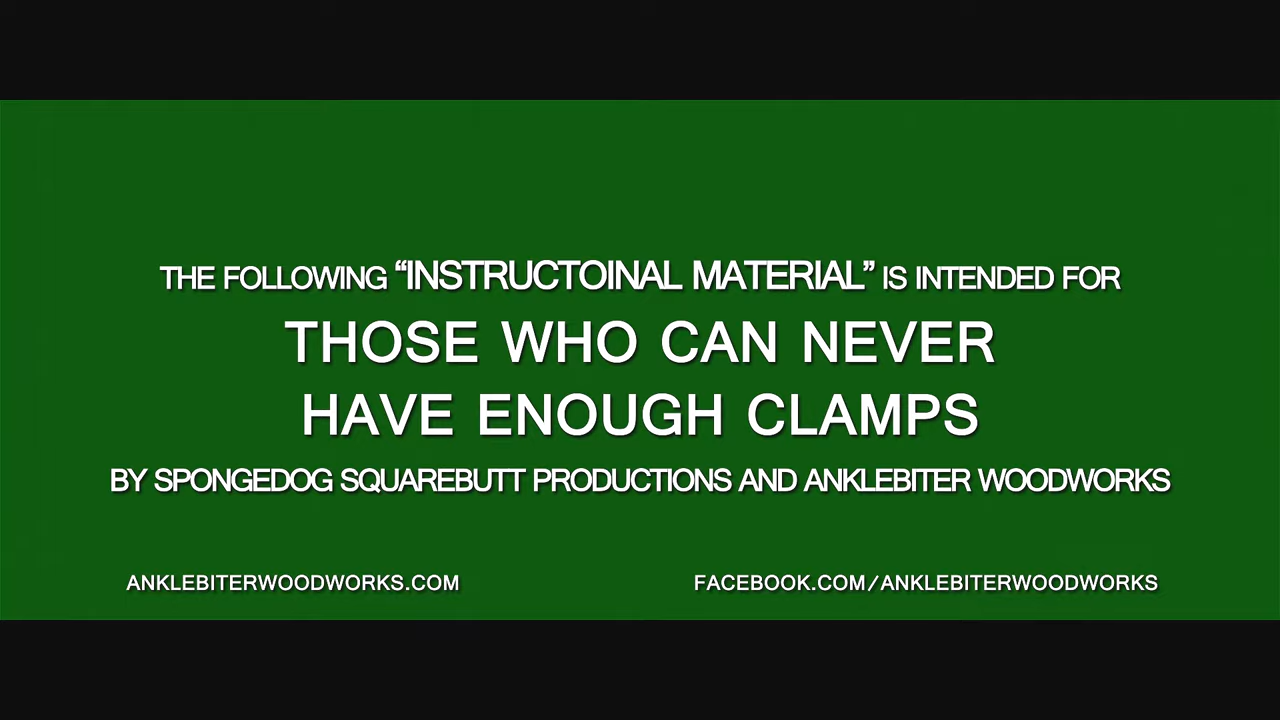 THE FOLLOWING “INSTRUCTOINAL MATERIAL” IS INTENDED FOR
THOSE WHO CAN NEVER
HAVE ENOUGH CLAMPS
BY SPONGEDOG SQUAREBUTT PRODUCTIONS AND ANKLEBITER WOODWORKS
ANKLEBITERWOODWORKS.COM
FACEBOOK.COM/ANKLEBITERWOODWORKS